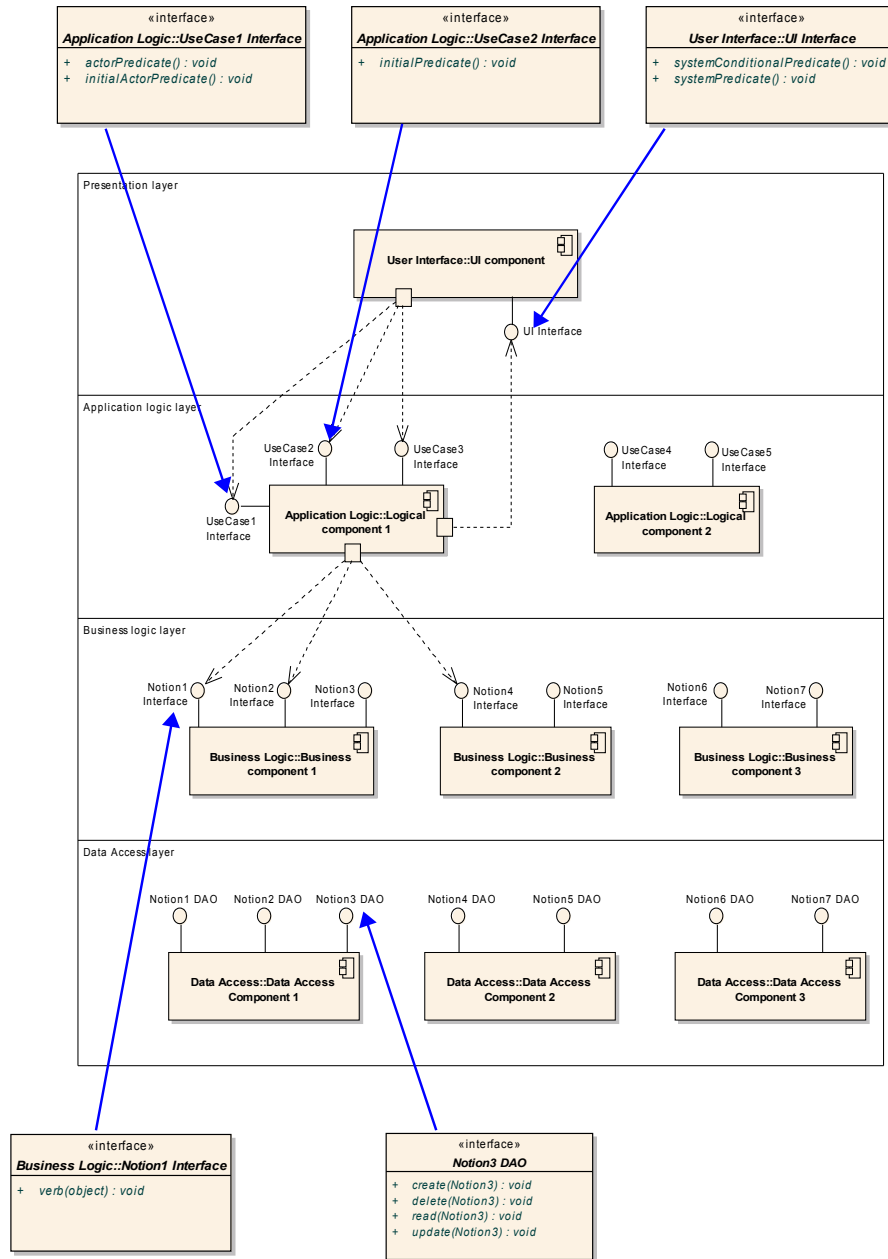 «interface»
Application Logic::UseCase1 Interface
+ actorPredicate() : void
+ initialActorPredicate() : void
«interface»
Application Logic::UseCase2 Interface
+ initialPredicate() : void
«interface»
User Interface::UI Interface
+ systemConditionalPredicate() : void
+ systemPredicate() : void
Presentation layer
User Interface::UI component
UI Interface
Application logic layer
UseCase2
Interface
UseCase3
Interface
UseCase4
Interface
UseCase5
Interface
UseCase1
Interface
Application Logic::Logical
component 1
Application Logic::Logical
component 2
Business logic layer
Notion1
Interface
Notion2
Interface
Notion3
Interface
Notion4
Interface
Notion5
Interface
Notion6
Interface
Notion7
Interface
Business Logic::Business
component 1
Business Logic::Business
component 2
Business Logic::Business
component 3
Data Access layer
Notion1 DAO
Notion2 DAO
Notion3 DAO
Notion4 DAO
Notion5 DAO
Notion6 DAO
Notion7 DAO
Data Access::Data Access
Component 1
Data Access::Data Access
Component 2
Data Access::Data Access
Component 3
«interface»
Business Logic::Notion1 Interface
+ verb(object) : void
«interface»
Notion3 DAO
+ create(Notion3) : void
+ delete(Notion3) : void
+ read(Notion3) : void
+ update(Notion3) : void